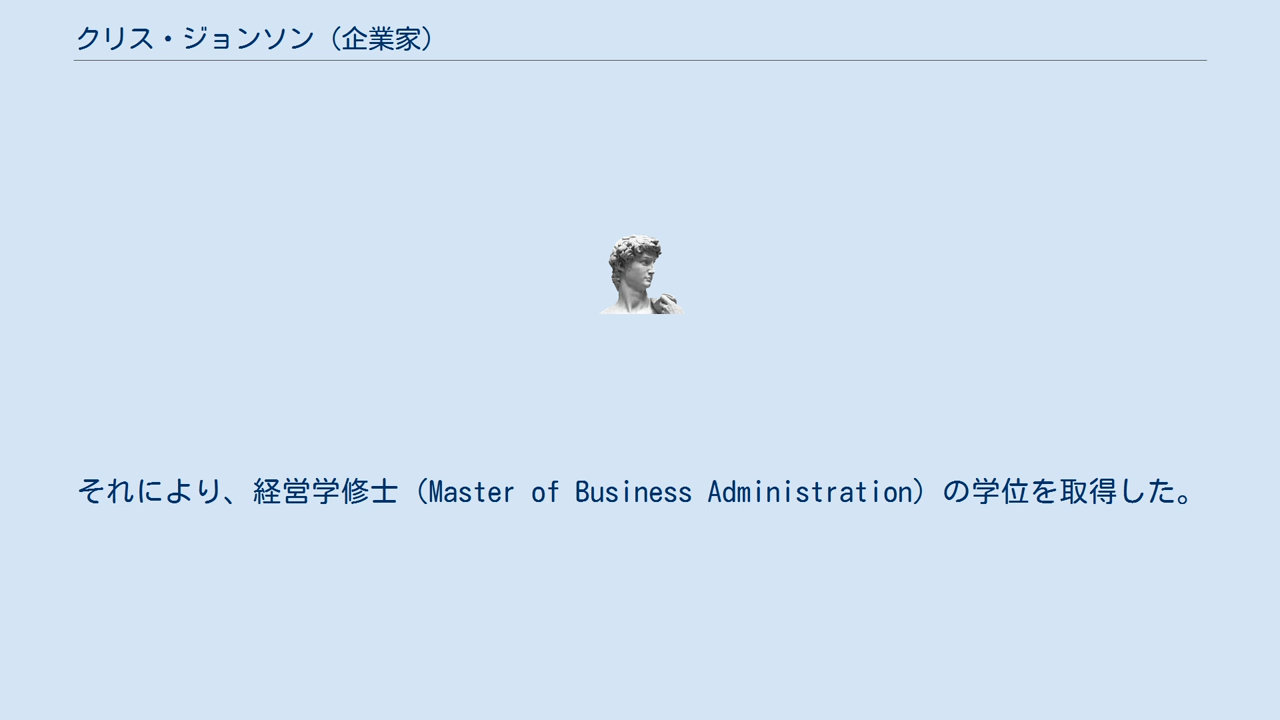 クリス・ジョンソン（企業家）
それにより、経営学修士（Master of Business Administration）の学位を取得した。